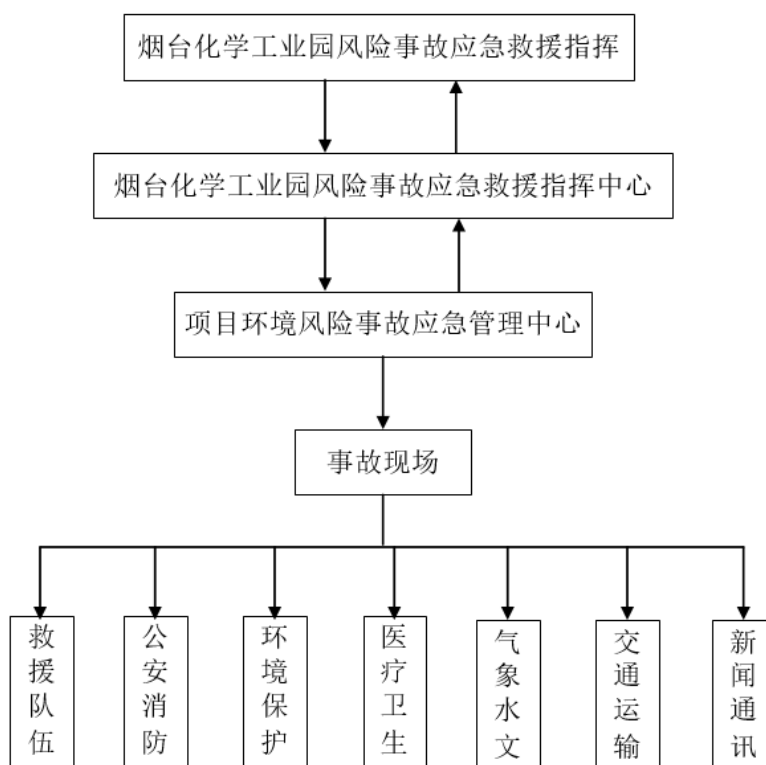 烟台化学工业园风险事故应急救援指挥
烟台化学工业园风险事故应急救援指挥中心
项目环境风险事故应急管理中心
事故现场
救援队伍
公安消防
环境保护
医疗卫生
气象水文
交通运输
新闻通讯